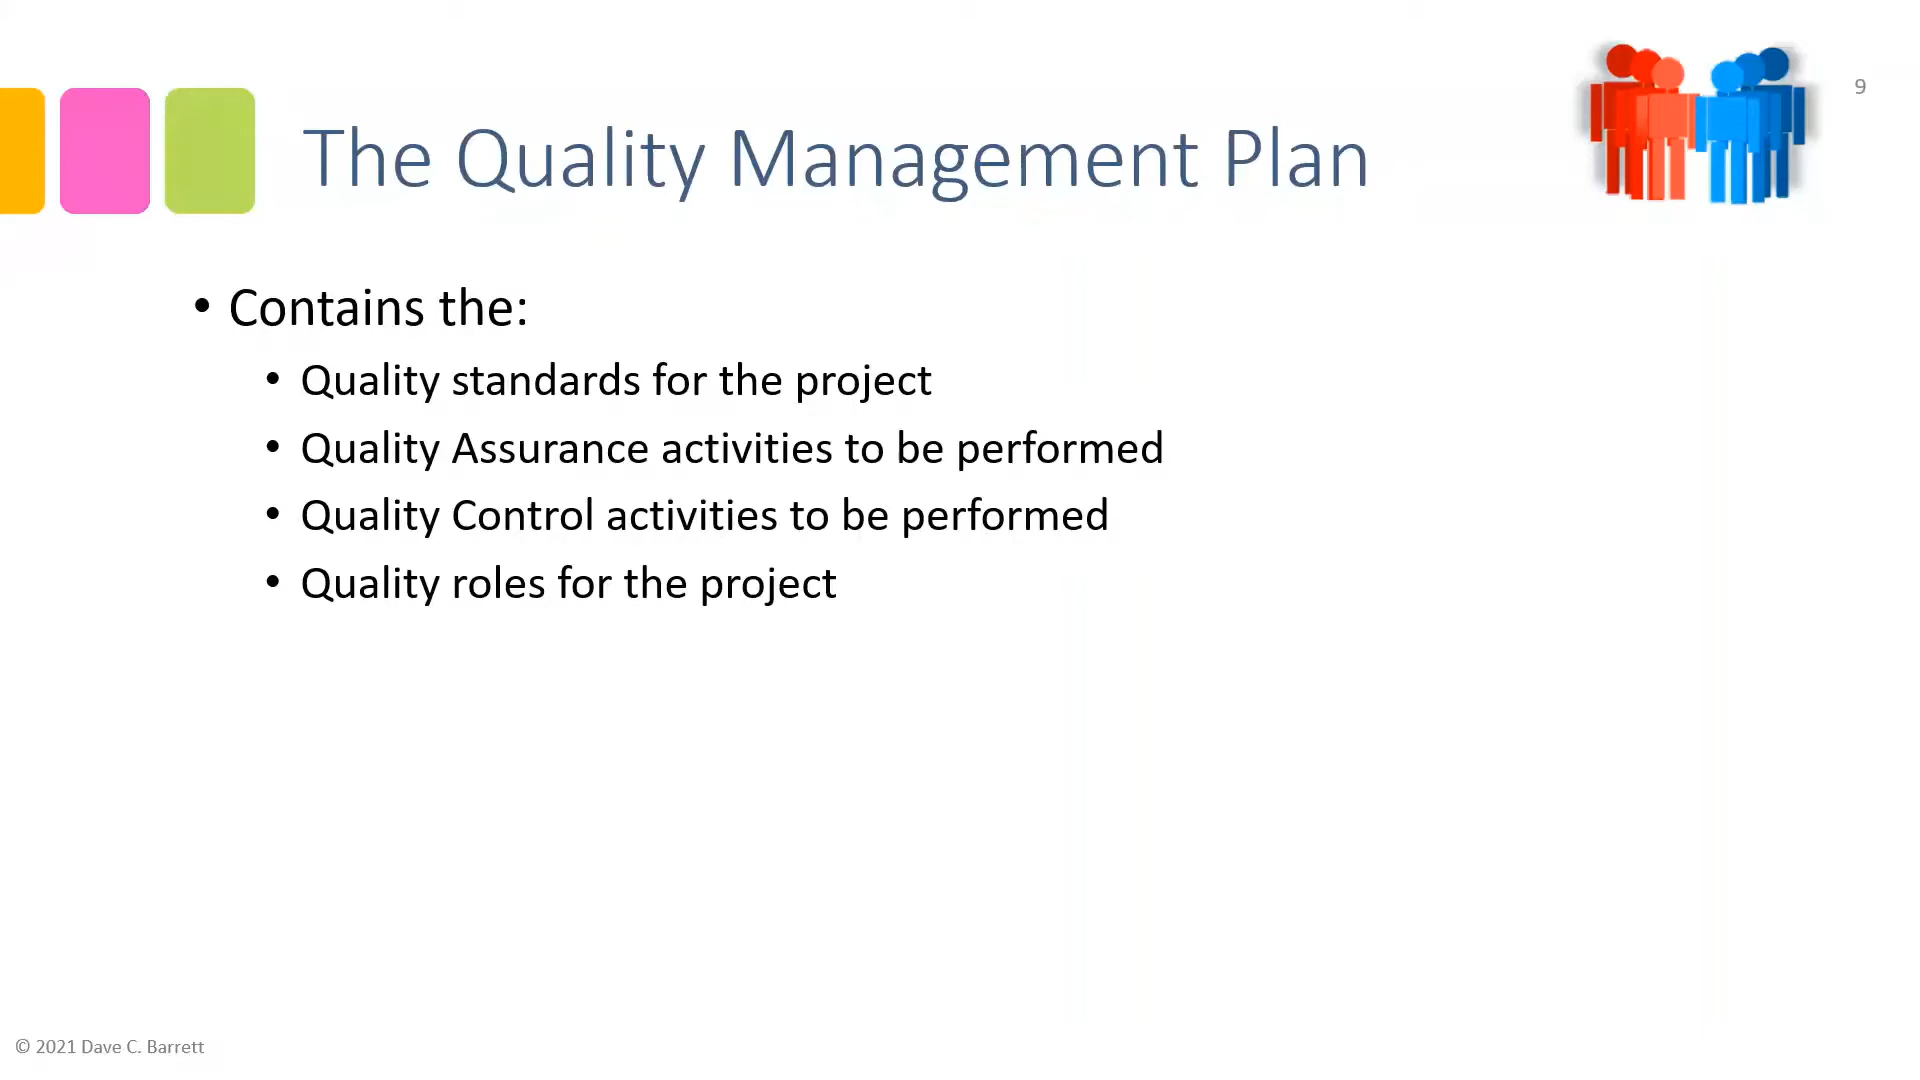 9
The Quality Management Plan
• Contains the:
• Quality standards for the project
• Quality Assurance activities to be performed
• Quality Control activities to be performed
• Quality roles for the project
© 2021 Dave C. Barrett